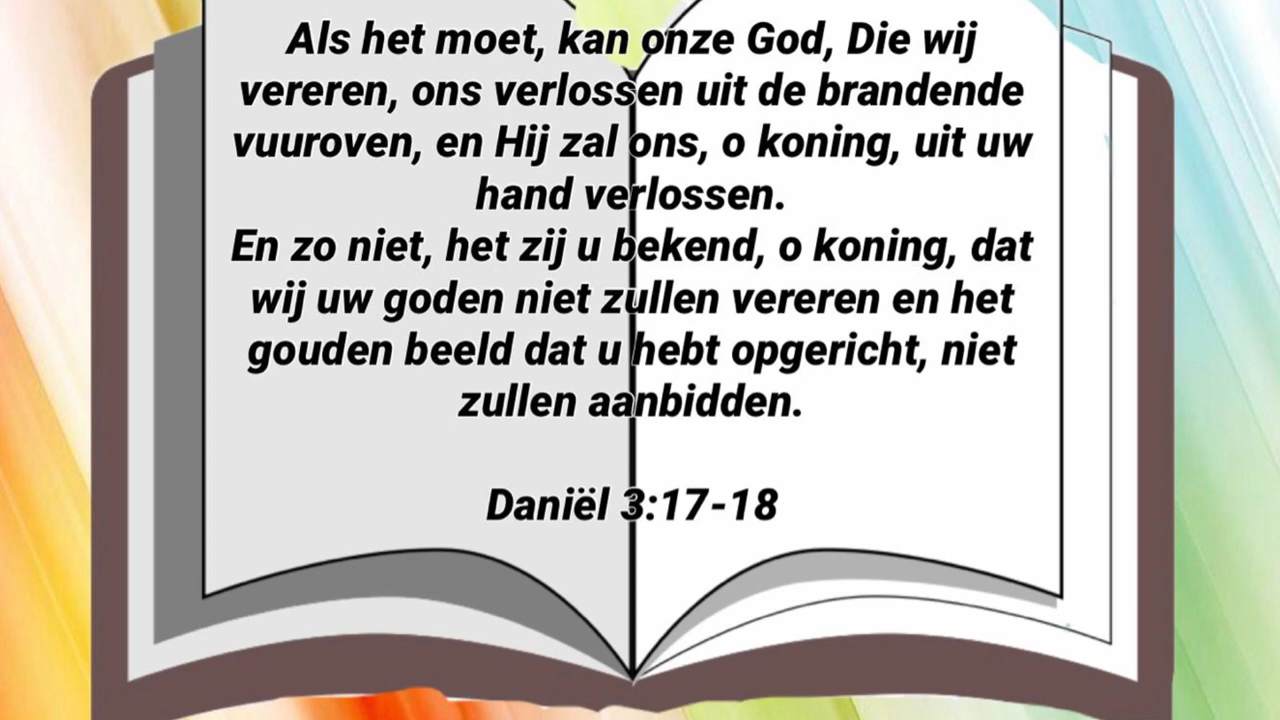 Als het moet, kan onze God, Die wij
vereren, ons verlossen uit de brandende
vuuroven, en Hij zal ons, o koning, uit uw
hand verlossen.
En zo niet, het zij u bekend, o koning, dat
wij uw goden niet zullen vereren en het
gouden beeld dat u hebt opgericht, niet
zullen aanbidden.
Daniël 3:17-18